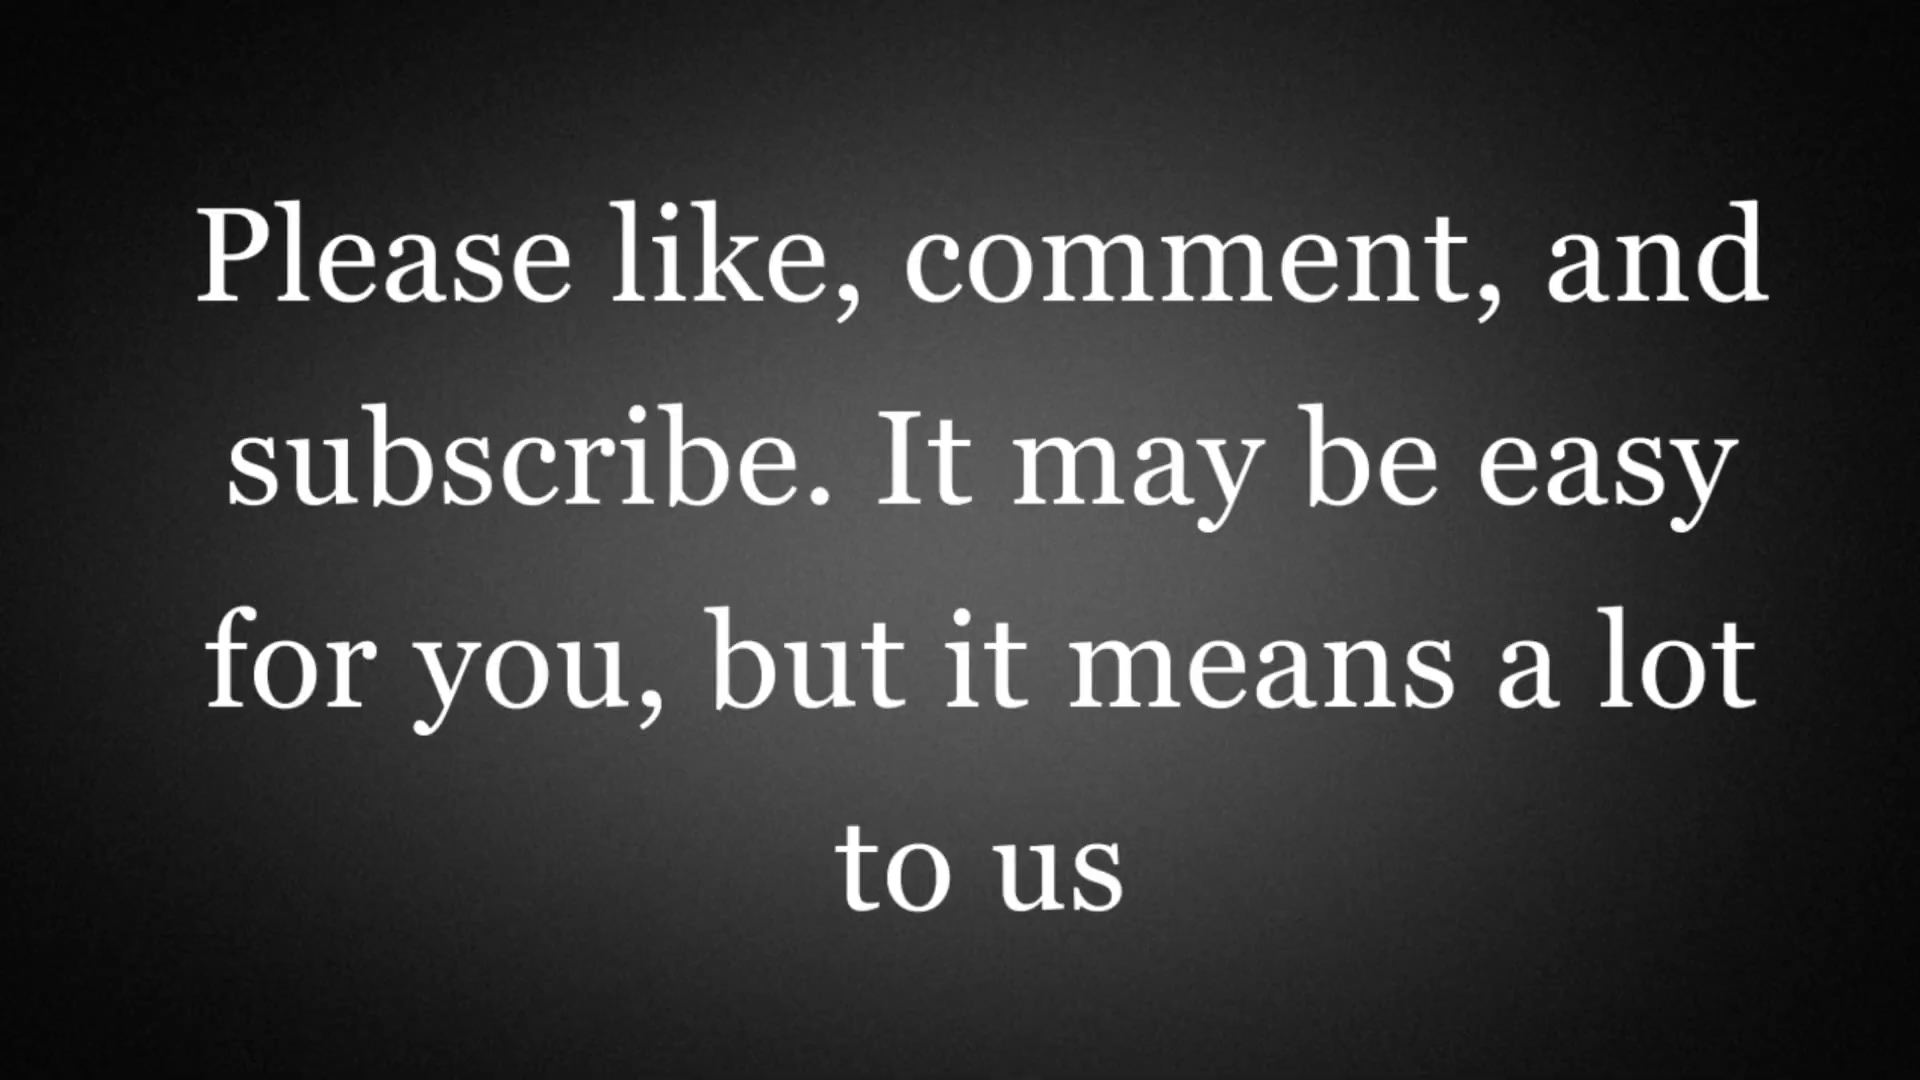 Please like, comment, and
subscribe. It may be easy
for you, but it means a lot
to us